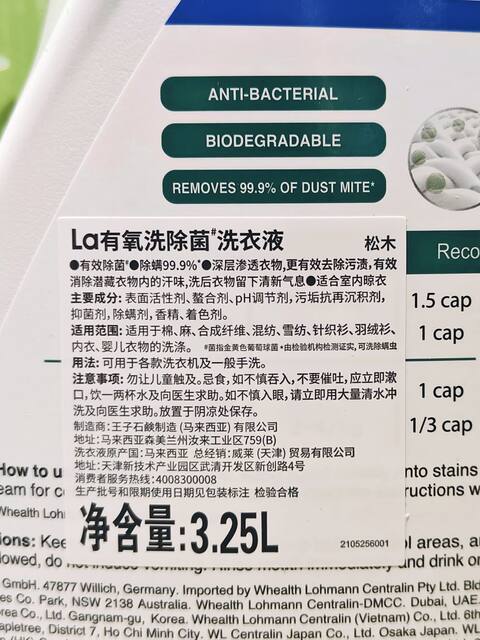 ANTI-BACTERIAL
BIODEGRADABLE
REMOVES 99.9% OF DUST MITE*
La有氧洗除菌#洗衣液 松木
●有效除菌#●除螨99.9%*●深层渗透衣物,更有效去除污渍,有效
消除潜藏衣物内的汗味,洗后衣物留下清新气息●适合室内晾衣
主要成分: 表面活性剂、螯合剂、pH调节剂, 污垢抗再沉积剂,
抑菌剂, 除螨剂, 香精、着色剂。
适用范围: 适用于棉、麻、合成纤维、混纺、雪纺、针织衫、羽绒衫、
内衣、婴儿衣物的洗涤。 #菌指金黄色葡萄球菌 *由检验机构检测证实,可洗除螨虫
用法: 可用于各款洗衣机及一般手洗。
注意事项: 勿让儿童触及。忌食, 如不慎吞入, 不要催吐, 应立即漱
口, 饮一两杯水及向医生求助。如不慎入眼, 请立即用大量清水冲
洗及向医生求助。放置于阴凉处保存。
制造商: 王子石鹼制造 (马来西亚) 有限公司
地址: 马来西亚森美兰州汝来工业区759(B)
洗衣液原产国: 马来西亚 总经销: 威莱 (天津) 贸易有限公司
地址: 天津新技术产业园区武清开发区新创路4号
消费者服务热线: 4008300008
生产批号和限期使用日期见包装标注 检验合格
净含量: 3.25L
2105256001
Reco
1.5 cap
1 cap
1 cap
1/3 cap
How to u
nto stains
eam for co
ructions w
Whealth Loh
ions: Kee
ol areas, a
owed, do not induce vomiting.
immediately and drink o
GmbH. 47877 Willich, Germany. Imported by Whealth Lohmann Centralin Pty Ltd. Bld
es Co. Park, NSW 2138 Australia. Whealth Lohmann Centralin-DMCC. Dubai, UAE.
rea Co., Ltd. Gangnam-gu, Korea. Whealth Lohmann Centralin (Vietnam) Co., Ltd. 6th
apletree, District 7, Ho Chi Minh City. WL Centralin Japan Co. Ltd. Osaka Japan. WL